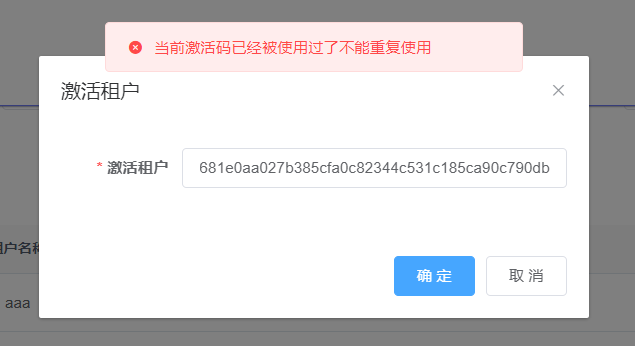 当前激活码已经被使用过了不能重复使用
激活租户
* 激活租户 681e0aa027b385cfa0c82344c531c185ca90c790db
确 定 取 消
户名称
aaa